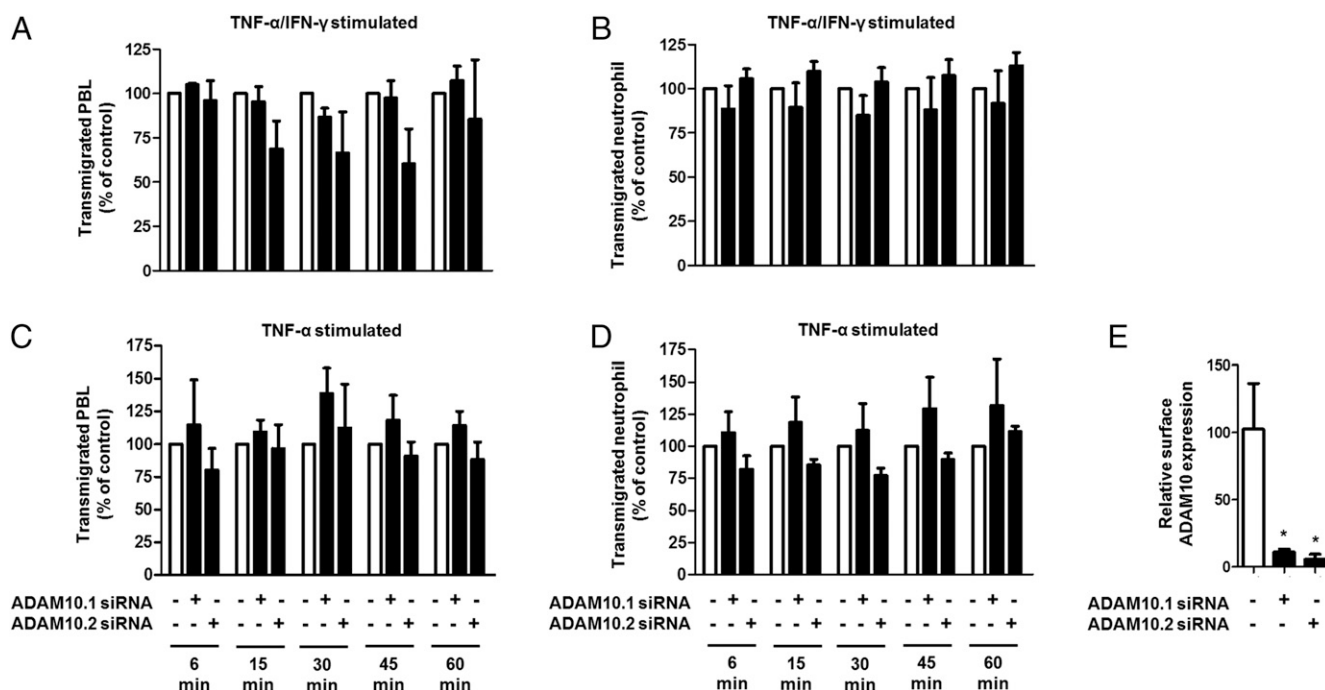 A
TNF-α/IFN-γ stimulated
Transmigrated PBL
(% of control)
125
100
75
50
25
0
B
TNF-α/IFN-γ stimulated
Transmigrated neutrophil
(% of control)
125
100
75
50
25
0
C
TNF-α stimulated
Transmigrated PBL
(% of control)
175
150
125
100
75
50
25
0
ADAM10.1 siRNA - + - - + - - + - - + - - + -
ADAM10.2 siRNA - - + - - + - - + - - + - - +
6 15 30 45 60
min min min min min
D
TNF-α stimulated
Transmigrated neutrophil
(% of control)
175
150
125
100
75
50
25
0
ADAM10.1 siRNA - + - - + - - + - - + - - + -
ADAM10.2 siRNA - - + - - + - - + - - + - - +
6 15 30 45 60
min min min min min
E
Relative surface
ADAM10 expression
150
100
50
0
* *
ADAM10.1 siRNA - + -
ADAM10.2 siRNA - - +